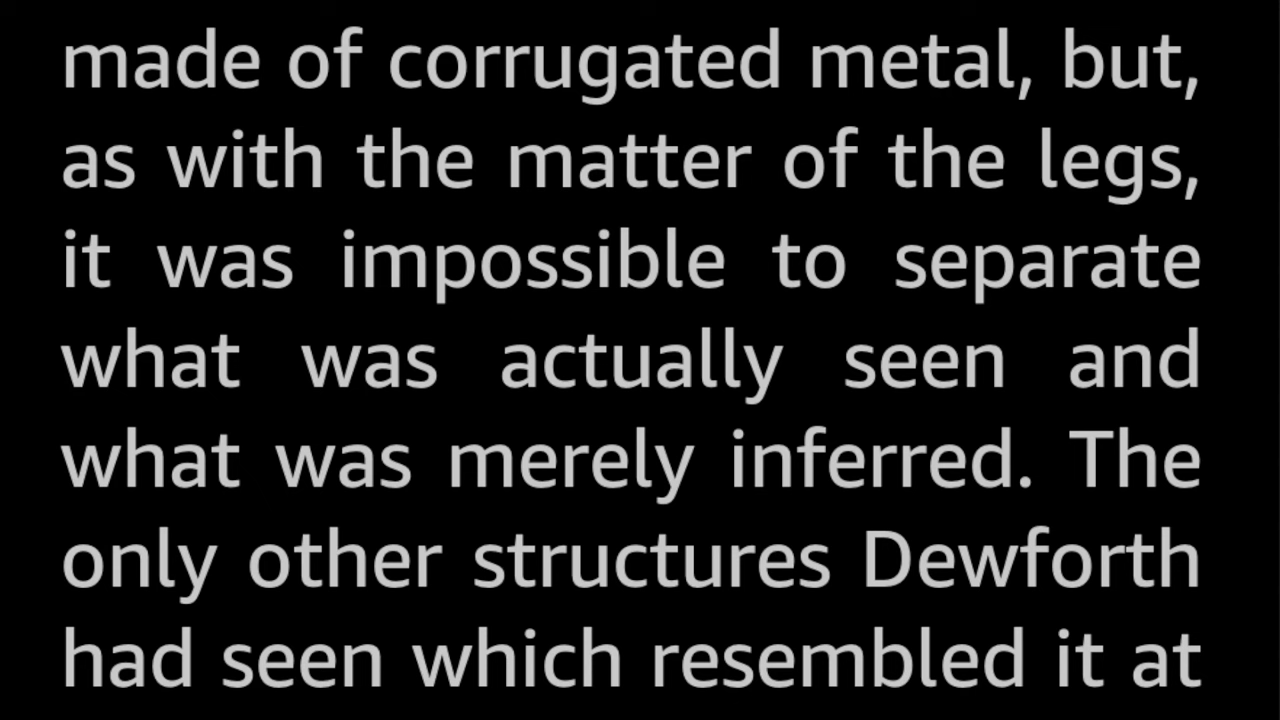 made of corrugated metal, but,
as with the matter of the legs,
it was impossible to separate
what was actually seen and
what was merely inferred. The
only other structures Dewforth
had seen which resembled it at